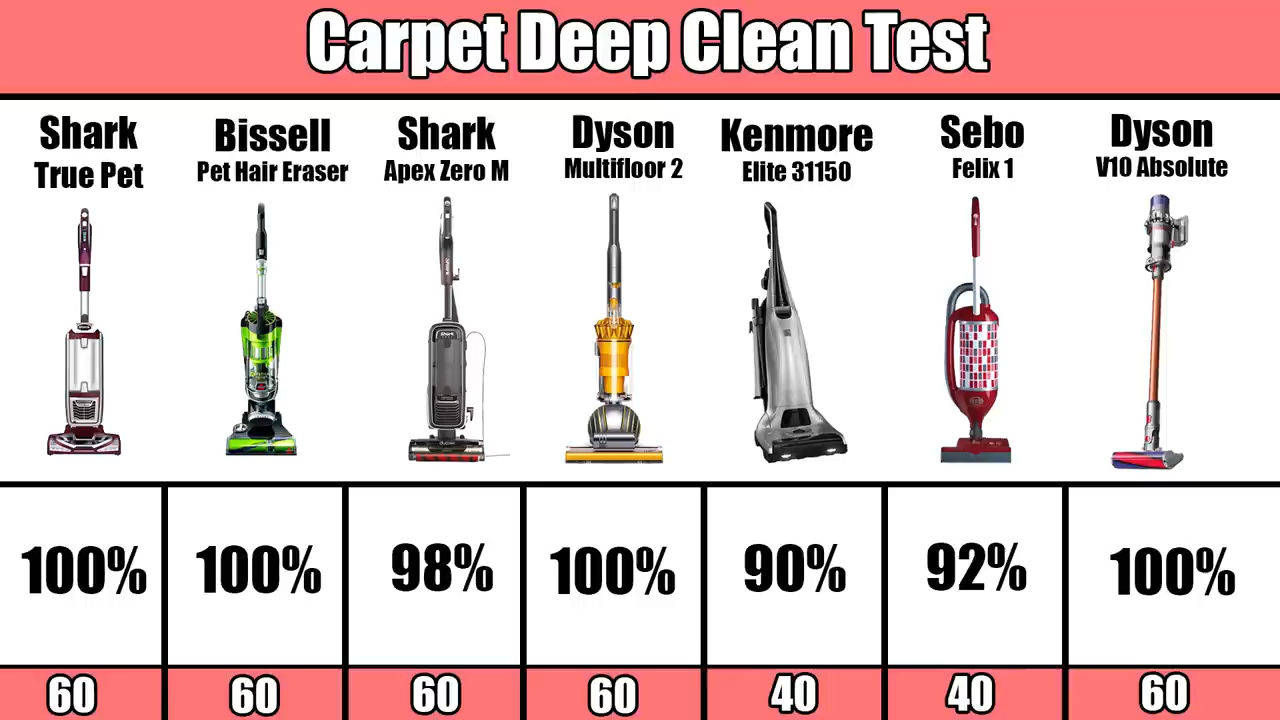 Carpet Deep Clean Test
Shark
True Pet
Bissell
Pet Hair Eraser
Shark
Apex Zero M
Dyson
Multifloor 2
Kenmore
Elite 31150
Sebo
Felix 1
Dyson
V10 Absolute
Shark
100%
100%
98%
100%
90%
92%
100%
60
60
60
60
40
40
60